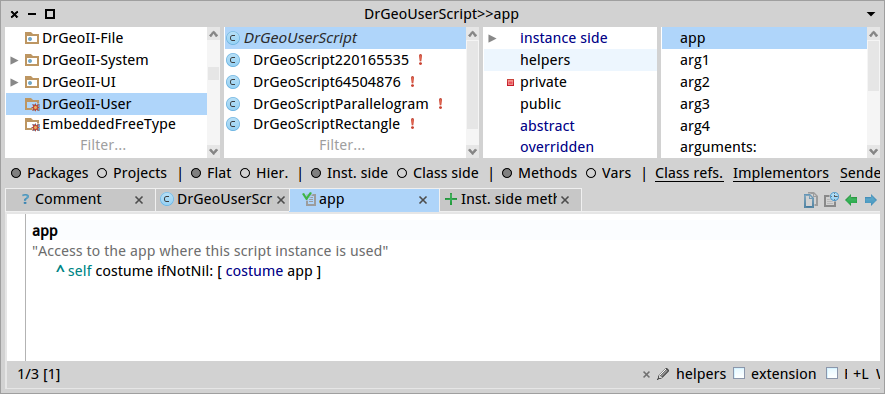 DrGeoUserScript>>app
DrGeoII-File
DrGeoII-System
DrGeoII-UI
DrGeoII-User
EmbeddedFreeType
Filter...
DrGeoUserScript
DrGeoScript220165535 !
DrGeoScript64504876 !
DrGeoScriptParallelogram !
DrGeoScriptRectangle !
Filter...
instance side
helpers
private
public
abstract
overridden
app
arg1
arg2
arg3
arg4
arguments:
Packages Projects | Flat Hier. | Inst. side Class side | Methods Vars | Class refs. Implementors Sende
? Comment × C DrGeoUserScr × app × + Inst. side meth ×
app
"Access to the app where this script instance is used"
^ self costume ifNotNil: [ costume app ]
1/3 [1] × helpers extension I +L